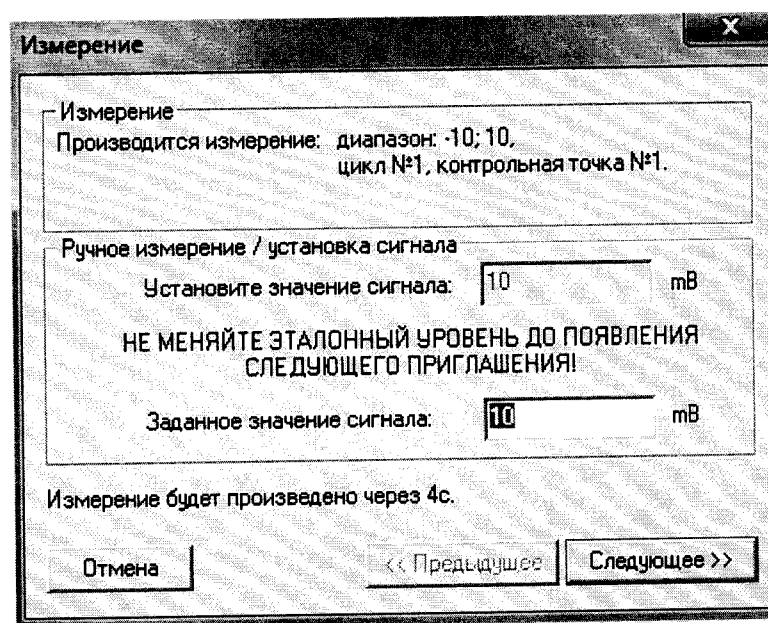 Измерение
Измерение
Производится измерение: диапазон: -10; 10,
цикл №1, контрольная точка №1.
Ручное измерение / установка сигнала
Установите значение сигнала: 10 mB
НЕ МЕНЯЙТЕ ЭТАЛОННЫЙ УРОВЕНЬ ДО ПОЯВЛЕНИЯ
СЛЕДУЮЩЕГО ПРИГЛАШЕНИЯ!
Заданное значение сигнала: 10 mB
Измерение будет произведено через 4с.
Отмена << Предыдущее Следующее >>